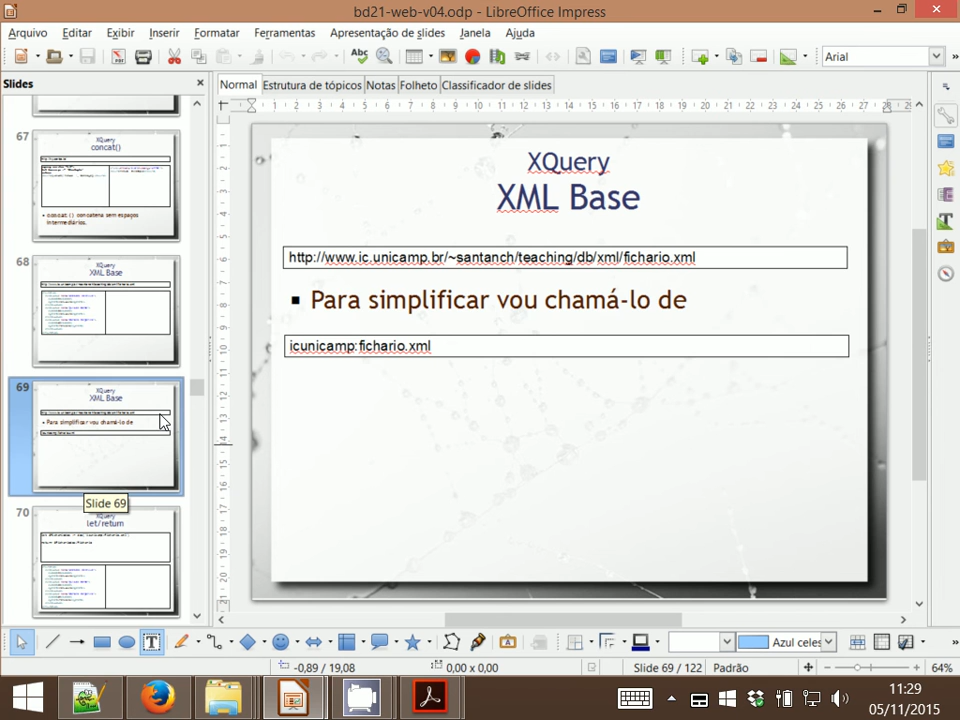 bd21-web-v04.odp - LibreOffice Impress
Arquivo Editar Exibir Inserir Formatar Ferramentas Apresentação de slides Janela Ajuda
Arial
Slides
Normal Estrutura de tópicos Notas Folheto Classificador de slides
67
XQuery
concat()
concat() concatena sem espaços
intermediários.
68
XQuery
XML Base
69
XQuery
XML Base
Para simplificar vou chamá-lo de
Slide 69
70
XQuery
let/return
XQuery
XML Base
http://www.ic.unicamp.br/~santanch/teaching/db/xml/fichario.xml
Para simplificar vou chamá-lo de
icunicamp:fichario.xml
Azul celes
-0,89 / 19,08
0,00 x 0,00
Slide 69 / 122
Padrão
64%
11:29
05/11/2015